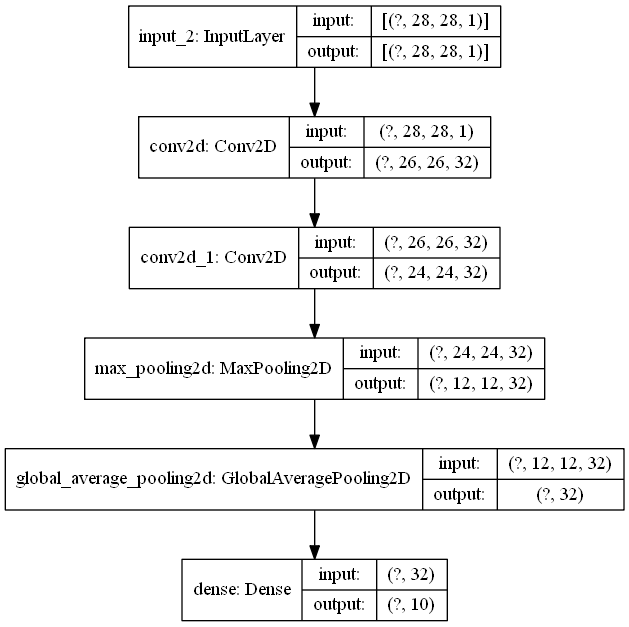 input_2: InputLayer
input: [(?, 28, 28, 1)]
output: [(?, 28, 28, 1)]
conv2d: Conv2D
input: (?, 28, 28, 1)
output: (?, 26, 26, 32)
conv2d_1: Conv2D
input: (?, 26, 26, 32)
output: (?, 24, 24, 32)
max_pooling2d: MaxPooling2D
input: (?, 24, 24, 32)
output: (?, 12, 12, 32)
global_average_pooling2d: GlobalAveragePooling2D
input: (?, 12, 12, 32)
output: (?, 32)
dense: Dense
input: (?, 32)
output: (?, 10)